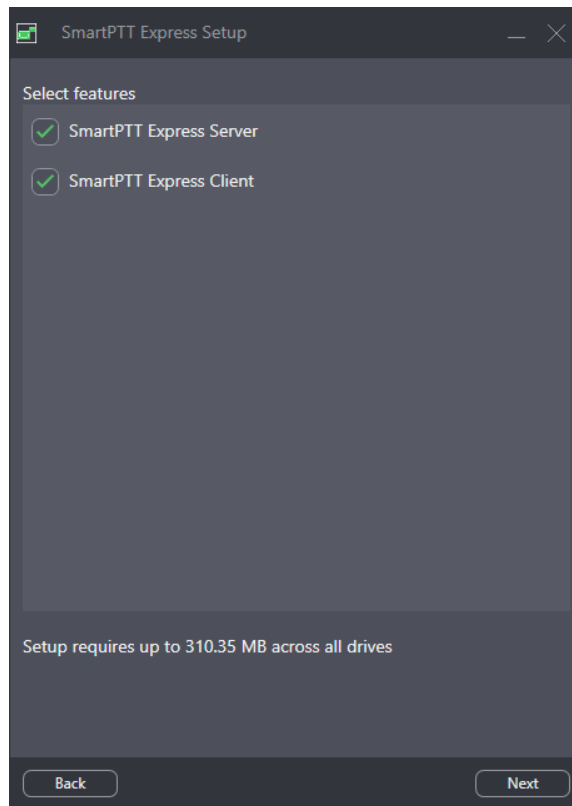 SmartPTT Express Setup
Select features
SmartPTT Express Server
SmartPTT Express Client
Setup requires up to 310.35 MB across all drives
Back
Next